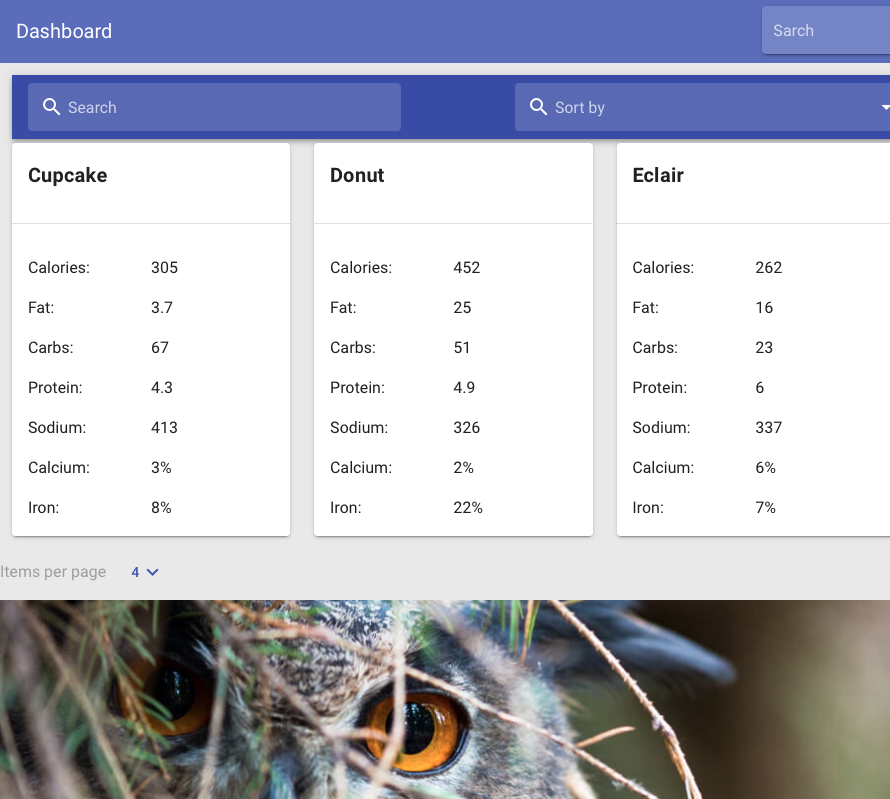 Dashboard
Sarch
Search
Sort by
Cupcake
Donut
Eclair
Calories: 305
Calories: 452
Calories: 262
Fat: 3.7
Fat: 25
Fat: 16
Carbs: 67
Carbs: 51
Carbs: 23
Protein: 4.3
Protein: 4.9
Protein: 6
Sodium: 413
Sodium: 326
Sodium: 337
Calcium: 3%
Calcium: 2%
Calcium: 6%
Iron: 8%
Iron: 22%
Iron: 7%
Items per page 4